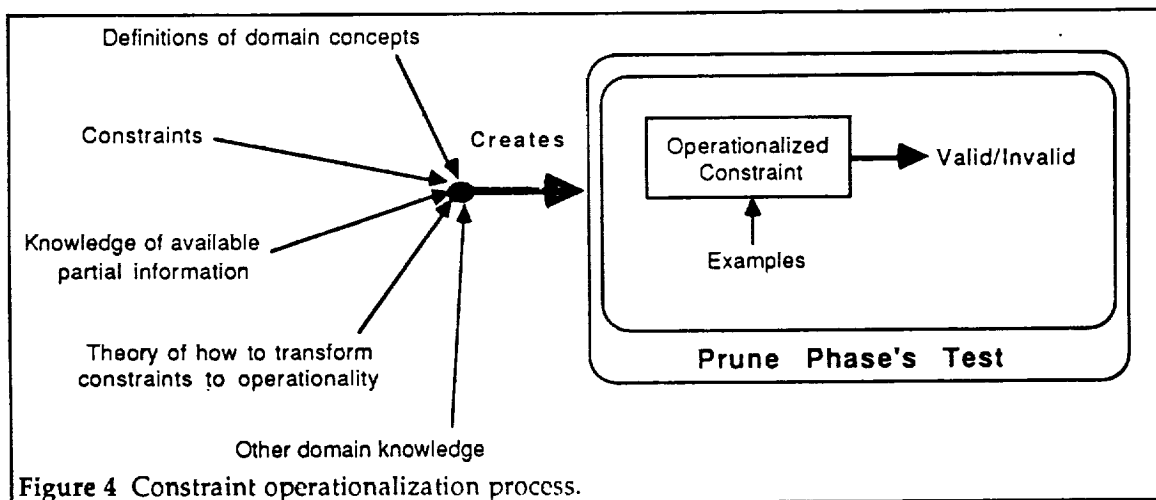 Definitions of domain concepts
Constraints
Creates
Knowledge of available
partial information
Theory of how to transform
constraints to operationality
Other domain knowledge
Operationalized
Constraint
Valid/Invalid
Examples
Prune Phase's Test
Figure 4 Constraint operationalization process.